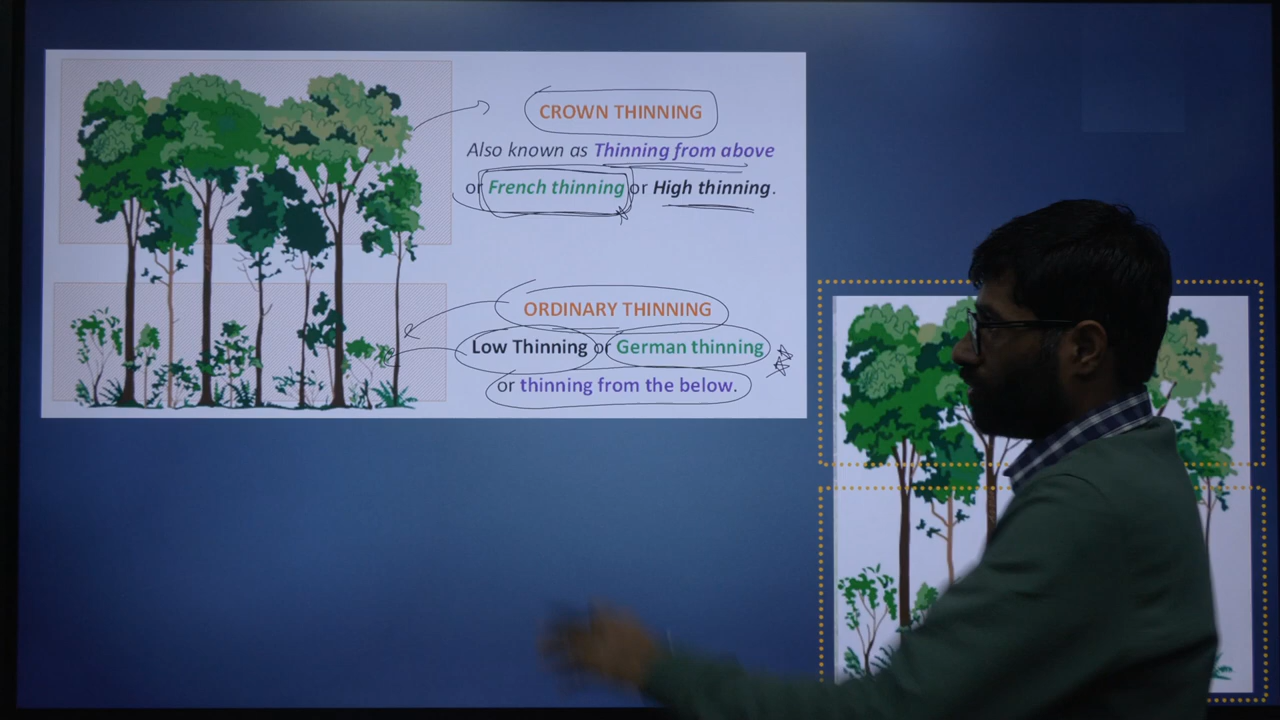 CROWN THINNING
Also known as Thinning from above
or French thinning or High thinning.
ORDINARY THINNING
Low Thinning or German thinning
or thinning from the below.